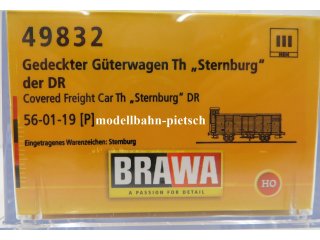 49832
III
Gedeckter Güterwagen Th „Sternburg“
der DR
Covered Freight Car Th „Sternburg“ DR
56-01-19 [P]
modellbahn-pietsch
Eingetragenes Warenzeichen: Sternburg
BRAWA
A PASSION FOR DETAIL
HO